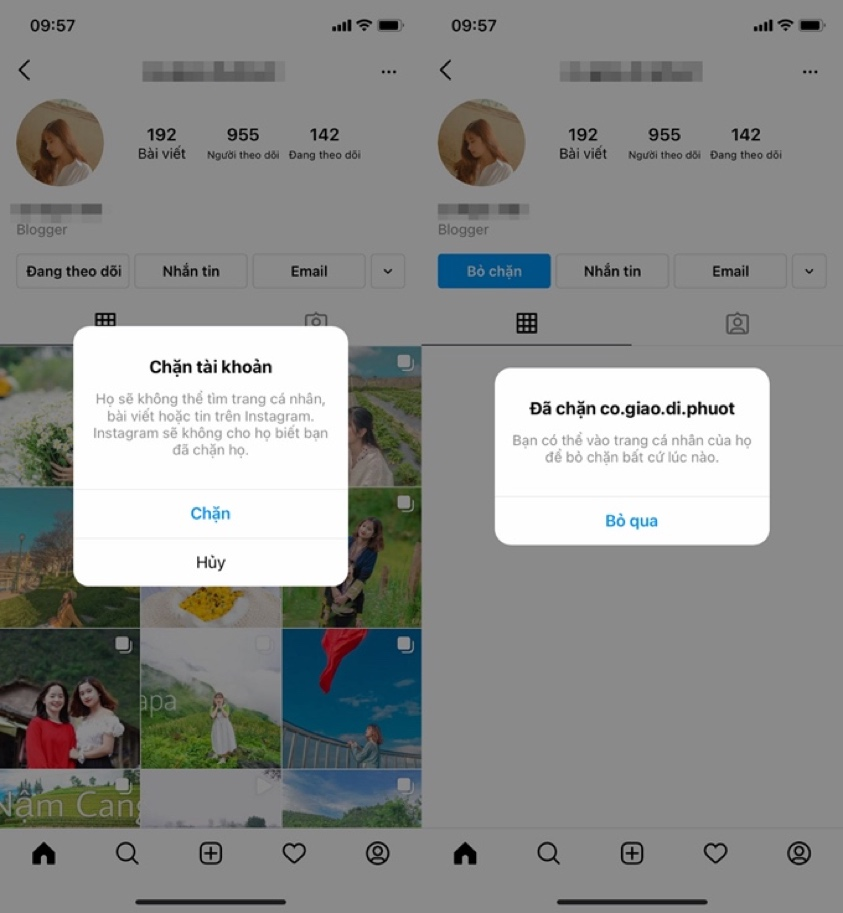 09:57
192 955 142
Bài viết Người theo dõi Đang theo dõi
Blogger
Đang theo dõi Nhắn tin Email
Chặn tài khoản
Họ sẽ không thể tìm trang cá nhân,
bài viết hoặc tin trên Instagram.
Instagram sẽ không cho họ biết bạn
đã chặn họ.
Chặn
Hủy
apa
Nậm Cang
09:57
192 955 142
Bài viết Người theo dõi Đang theo dõi
Blogger
Bỏ chặn Nhắn tin Email
Đã chặn co.giao.di.phuot
Bạn có thể vào trang cá nhân của họ
để bỏ chặn bất cứ lúc nào.
Bỏ qua